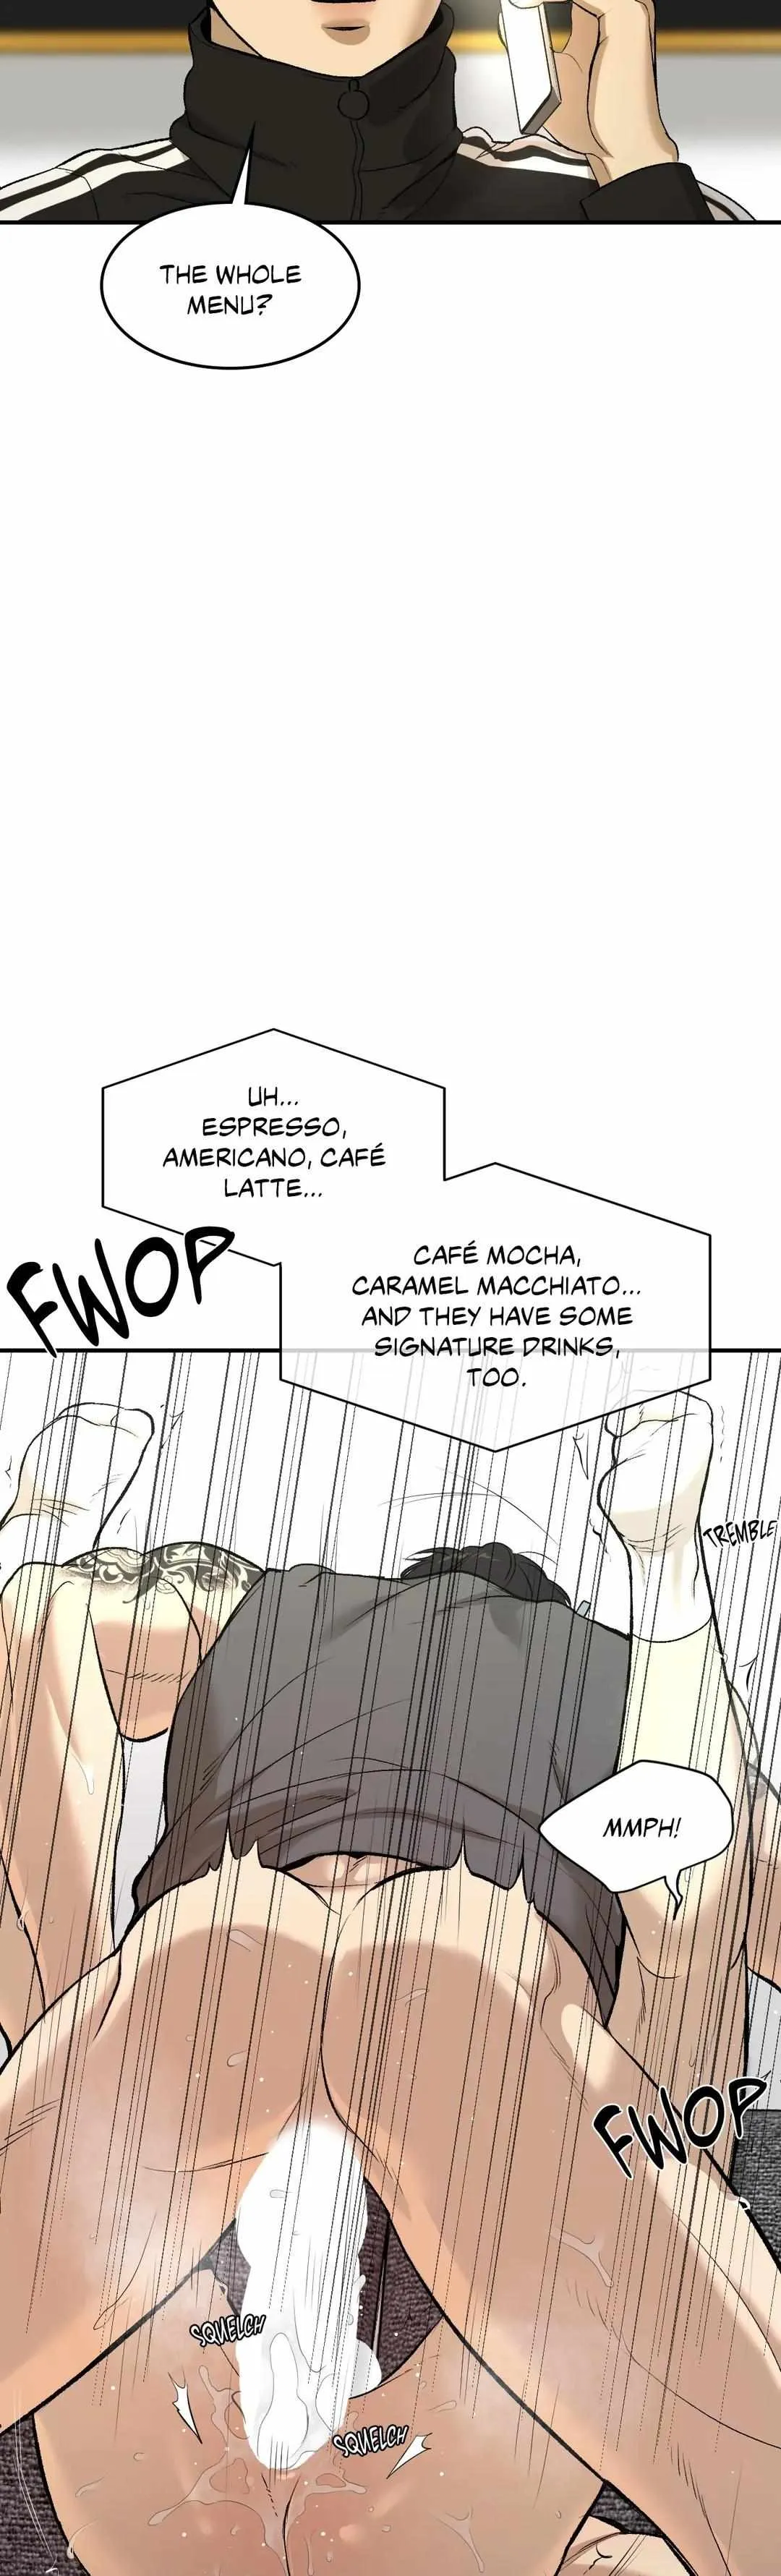 THE WHOLE
MENU?
UH...
ESPRESSO,
AMERICANO, CAFÉ
LATTE...
FWOP
CAFÉ MOCHA,
CARAMEL MACCHIATO...
AND THEY HAVE SOME
SIGNATURE DRINKS,
TOO.
TREMBLE
MMPH!
FWOP
SQUELCH
SQUELCH